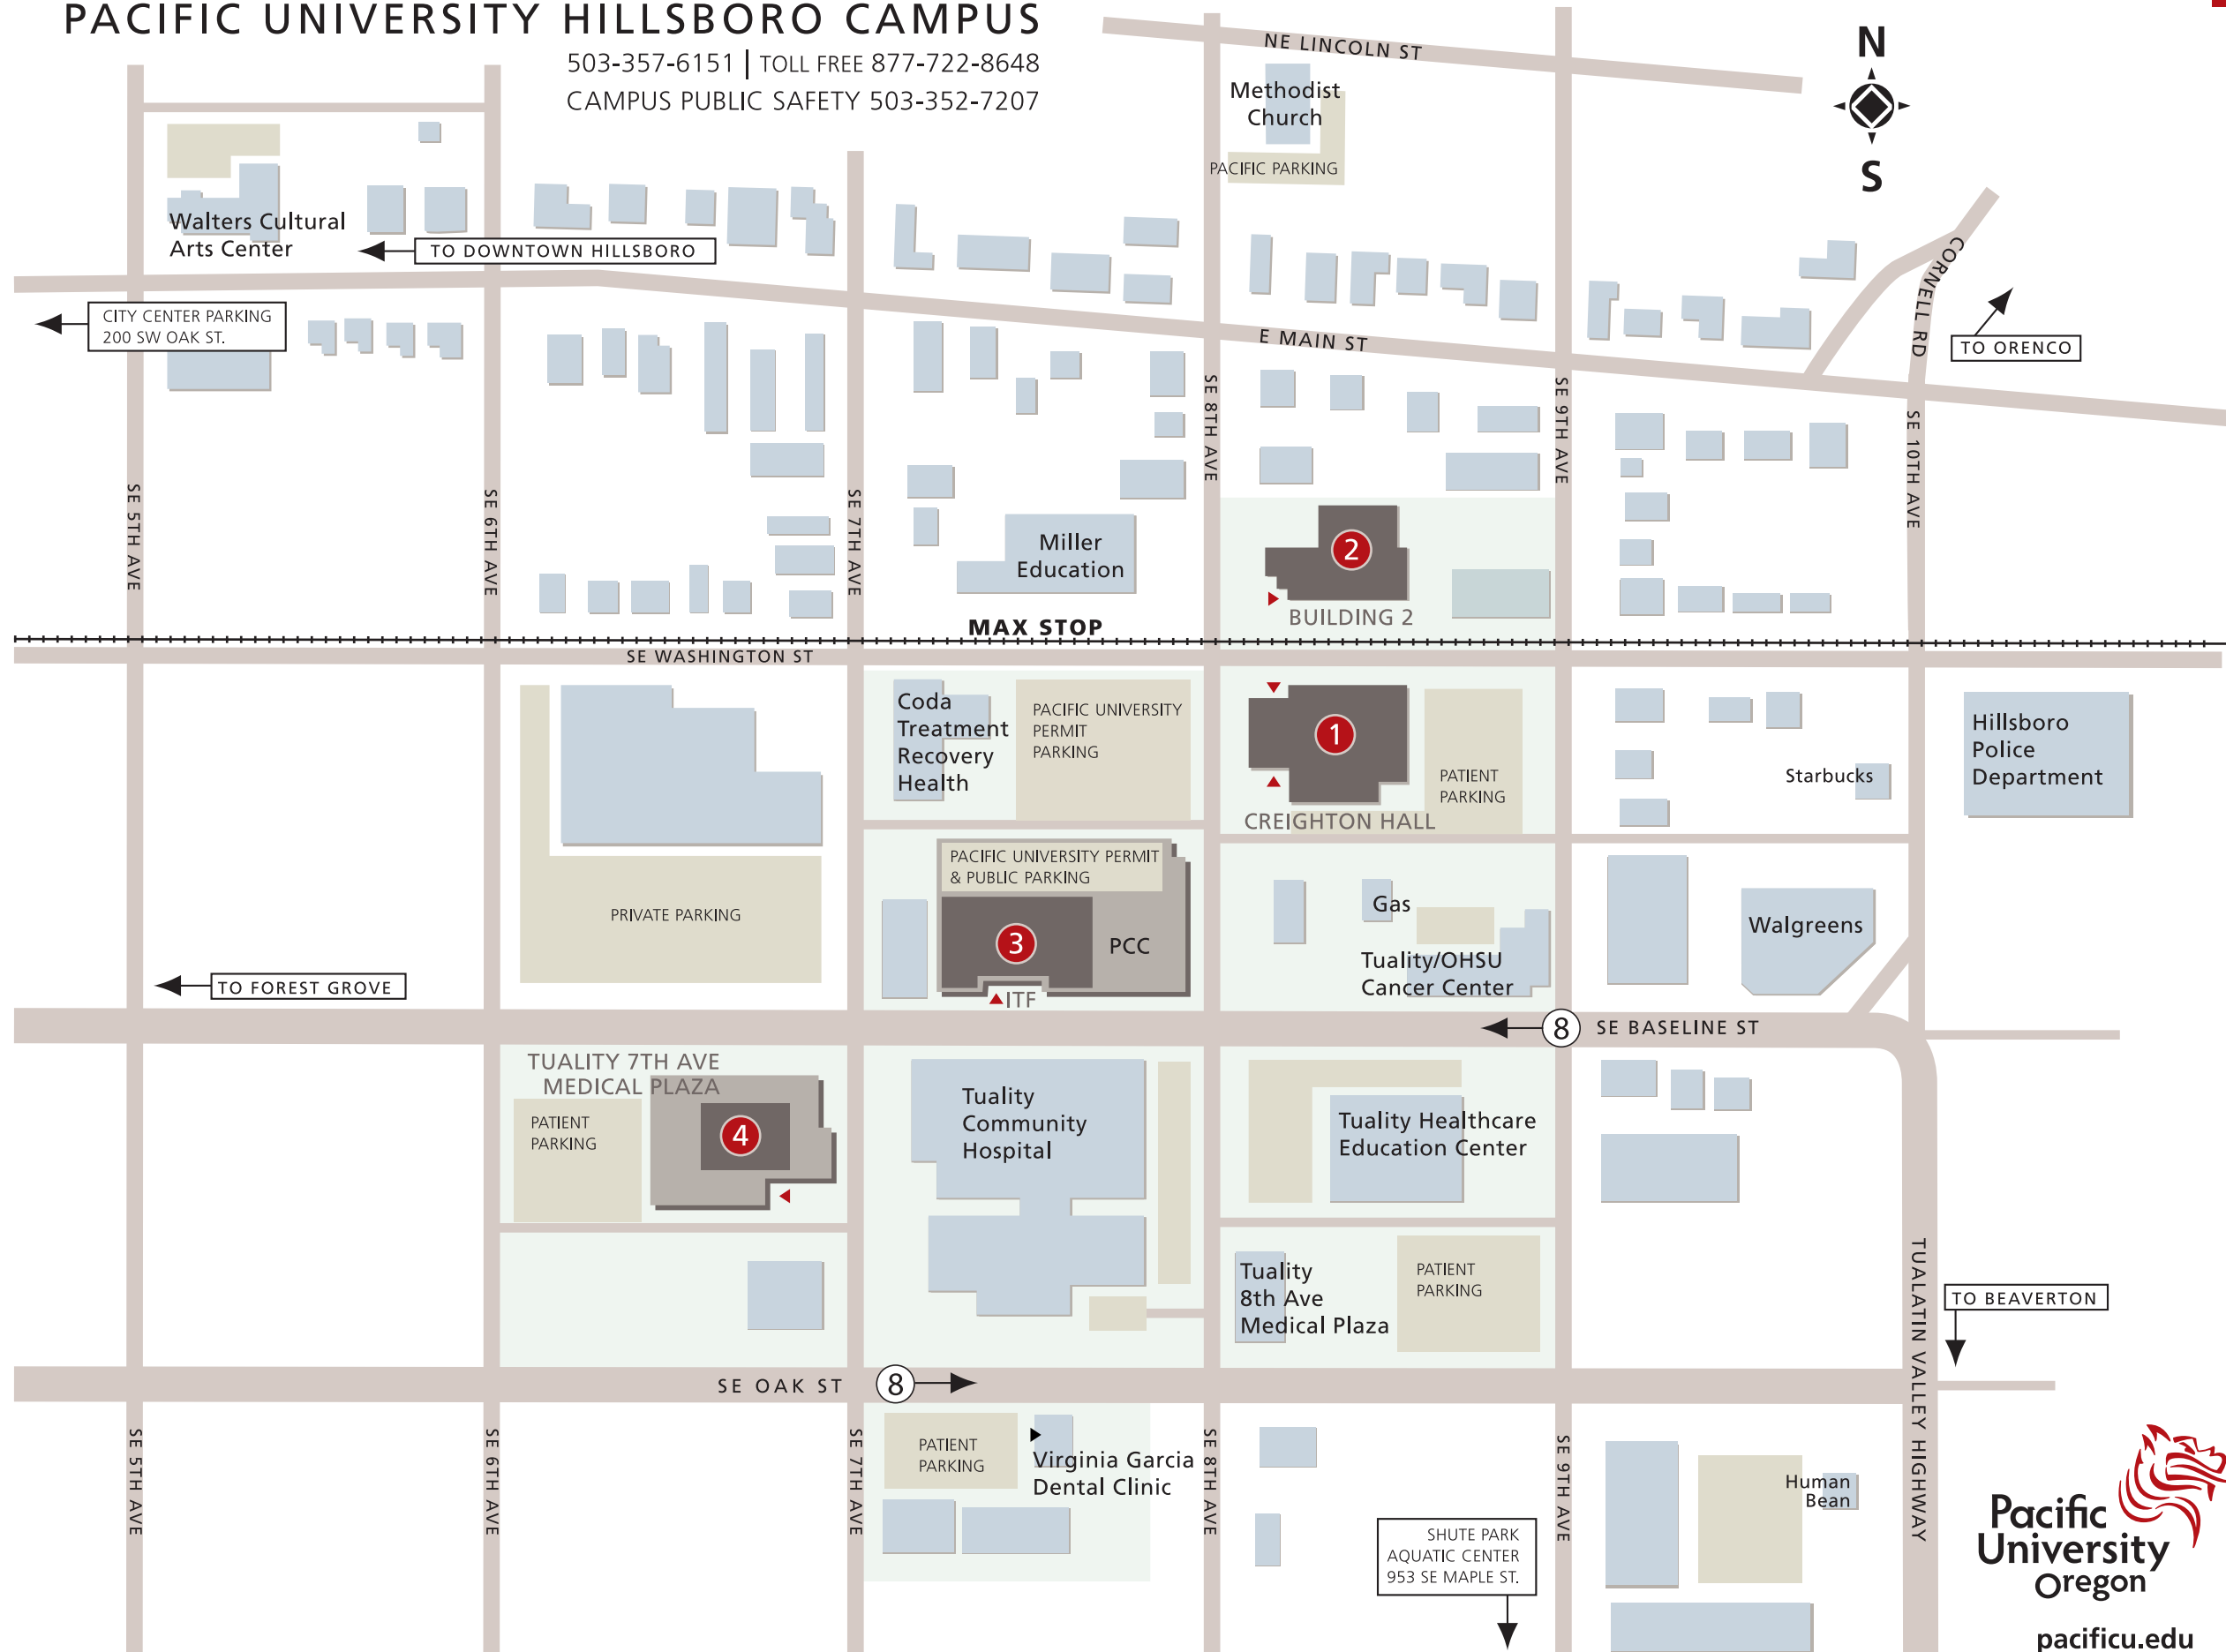 PACIFIC UNIVERSITY HILLSBORO CAMPUS
503-357-6151 | TOLL FREE 877-722-8648
CAMPUS PUBLIC SAFETY 503-352-7207
N
S
NE LINCOLN ST
Methodist
Church
PACIFIC PARKING
Walters Cultural
Arts Center
TO DOWNTOWN HILLSBORO
CITY CENTER PARKING
200 SW OAK ST.
E MAIN ST
CORNELL RD
TO ORENCO
SE 5TH AVE
SE 6TH AVE
SE 7TH AVE
SE 8TH AVE
SE 9TH AVE
SE 10TH AVE
Miller
Education
2
BUILDING 2
MAX STOP
SE WASHINGTON ST
Coda
Treatment
Recovery
Health
PACIFIC UNIVERSITY
PERMIT
PARKING
1
PATIENT
PARKING
CREIGHTON HALL
Starbucks
Hillsboro
Police
Department
PACIFIC UNIVERSITY PERMIT
& PUBLIC PARKING
PRIVATE PARKING
3
PCC
ITF
Gas
Tuality/OHSU
Cancer Center
Walgreens
TO FOREST GROVE
8
SE BASELINE ST
TUALITY 7TH AVE
MEDICAL PLAZA
PATIENT
PARKING
4
Tuality
Community
Hospital
Tuality Healthcare
Education Center
Tuality
8th Ave
Medical Plaza
PATIENT
PARKING
TUALATIN VALLEY HIGHWAY
TO BEAVERTON
SE OAK ST
8
SE 5TH AVE
SE 6TH AVE
SE 7TH AVE
SE 8TH AVE
SE 9TH AVE
PATIENT
PARKING
Virginia Garcia
Dental Clinic
SHUTE PARK
AQUATIC CENTER
953 SE MAPLE ST.
Human
Bean
Pacific
University
Oregon
pacificu.edu